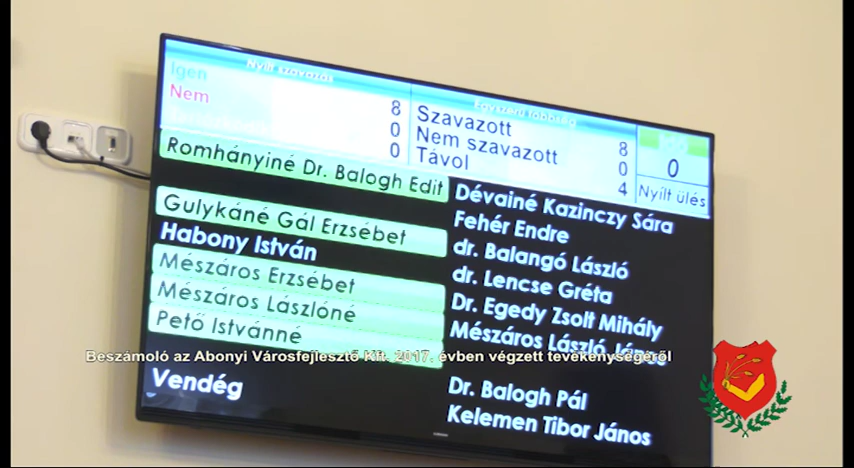 Nyílt szavazás
Egyszerű többség
Igen 8
Nem 0
0
Szavazott 8
Nem szavazott 0
Távol 4
0
Nyílt ülés
Romhányiné Dr. Balogh Edit
Gulykáné Gál Erzsébet
Habony István
Mészáros Erzsébet
Mészáros Lászlóné
Pető Istvánné
Vendég
Dévainé Kazinczy Sára
Fehér Endre
dr. Balangó László
dr. Lencse Gréta
Dr. Egedy Zsolt Mihály
Mészáros László
Dr. Balogh Pál
Kelemen Tibor János
Beszámoló az Abonyi Városfejlesztő Kft. 2017. évben végzett tevékenységéről